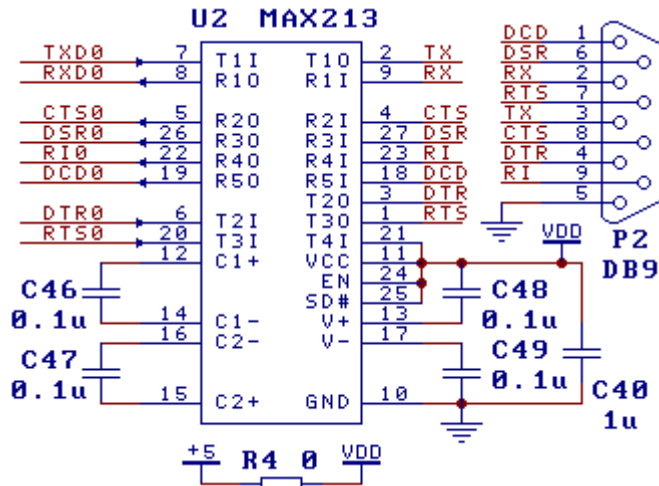 U2 MAX213
TXD0 7 T1I T1O 2 TX
RXD0 8 R1O R1I 9 RX
CTS0 5 R2O R2I 4 CTS
DSR0 26 R3O R3I 27 DSR
RI0 22 R4O R4I 23 RI
DCD0 19 R5O R5I 18 DCD
T2O 3 DTR
DTR0 6 T2I T3O 1 RTS
RTS0 20 T3I T4I 21
12 C1+ VCC 11
EN 24
SD# 25
14 C1- V+ 13
16 C2- V- 17
15 C2+ GND 10
C46
0.1u
C47
0.1u
C48
0.1u
C49
0.1u
C40
1u
VDD
DCD 1
DSR 6
RX 2
RTS 7
TX 3
CTS 8
DTR 4
RI 9
5
P2
DB9
+5 R4 0 VDD